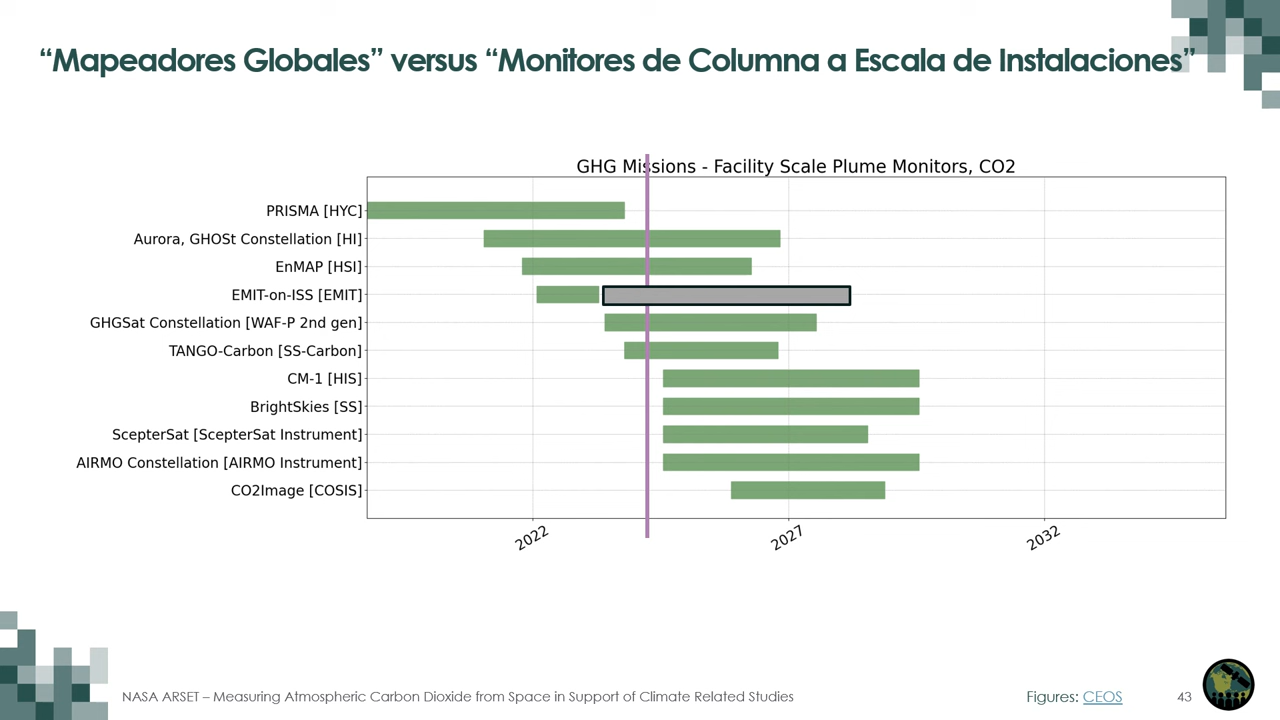 “Mapeadores Globales” versus “Monitores de Columna a Escala de Instalaciones”
GHG Missions - Facility Scale Plume Monitors, CO2
PRISMA [HYC]
Aurora, GHOSt Constellation [HI]
EnMAP [HSI]
EMIT-on-ISS [EMIT]
GHGSat Constellation [WAF-P 2nd gen]
TANGO-Carbon [SS-Carbon]
CM-1 [HIS]
BrightSkies [SS]
ScepterSat [ScepterSat Instrument]
AIRMO Constellation [AIRMO Instrument]
CO2Image [COSIS]
2022 2027 2032
NASA ARSET – Measuring Atmospheric Carbon Dioxide from Space in Support of Climate Related Studies
Figures: CEOS 43